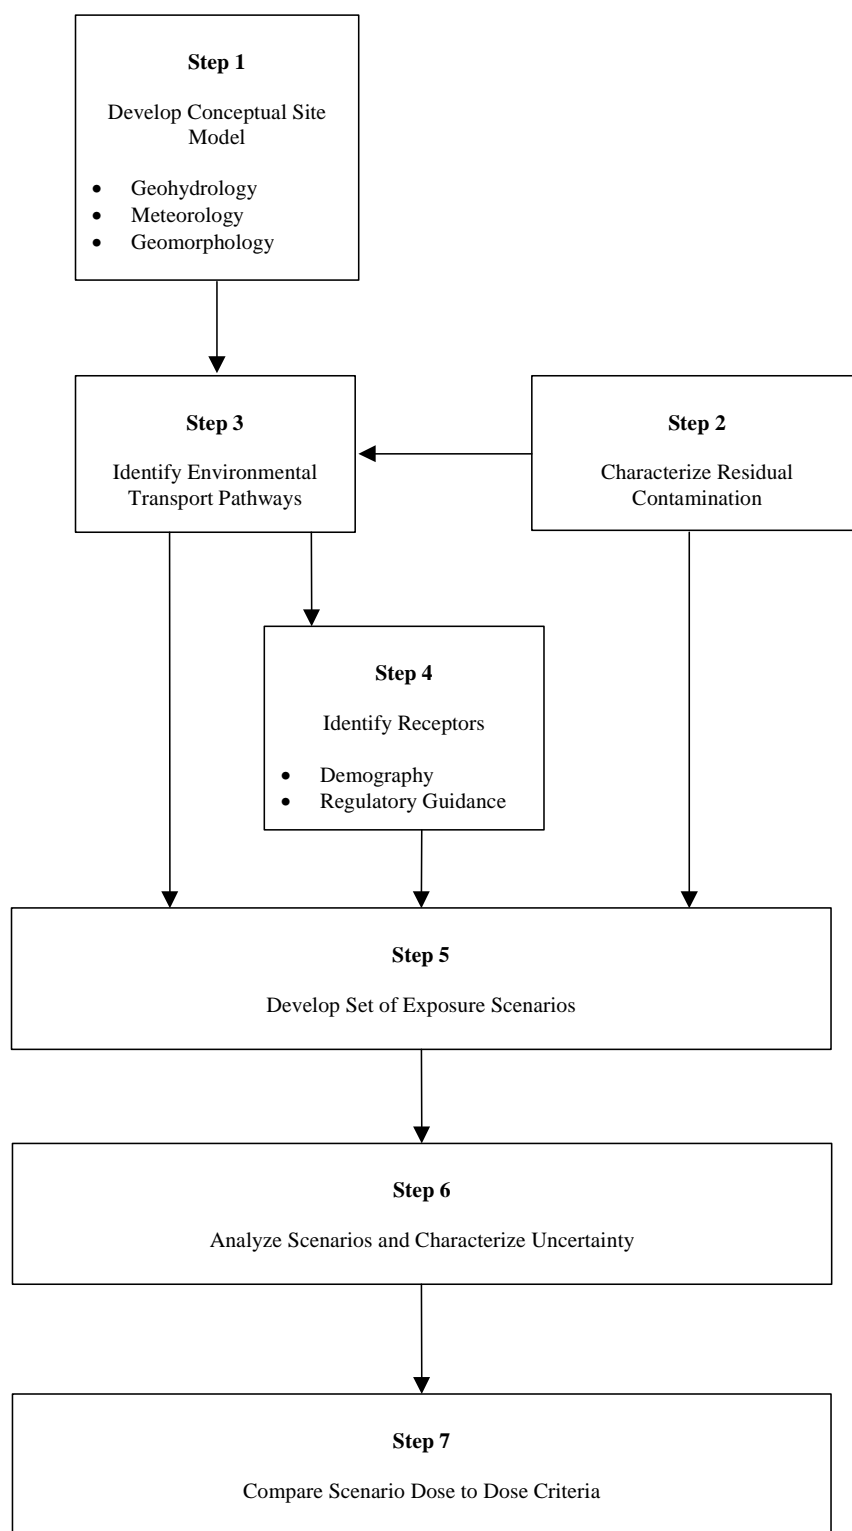 Step 1
Develop Conceptual Site
Model
• Geohydrology
• Meteorology
• Geomorphology
Step 3
Identify Environmental
Transport Pathways
Step 2
Characterize Residual
Contamination
Step 4
Identify Receptors
• Demography
• Regulatory Guidance
Step 5
Develop Set of Exposure Scenarios
Step 6
Analyze Scenarios and Characterize Uncertainty
Step 7
Compare Scenario Dose to Dose Criteria